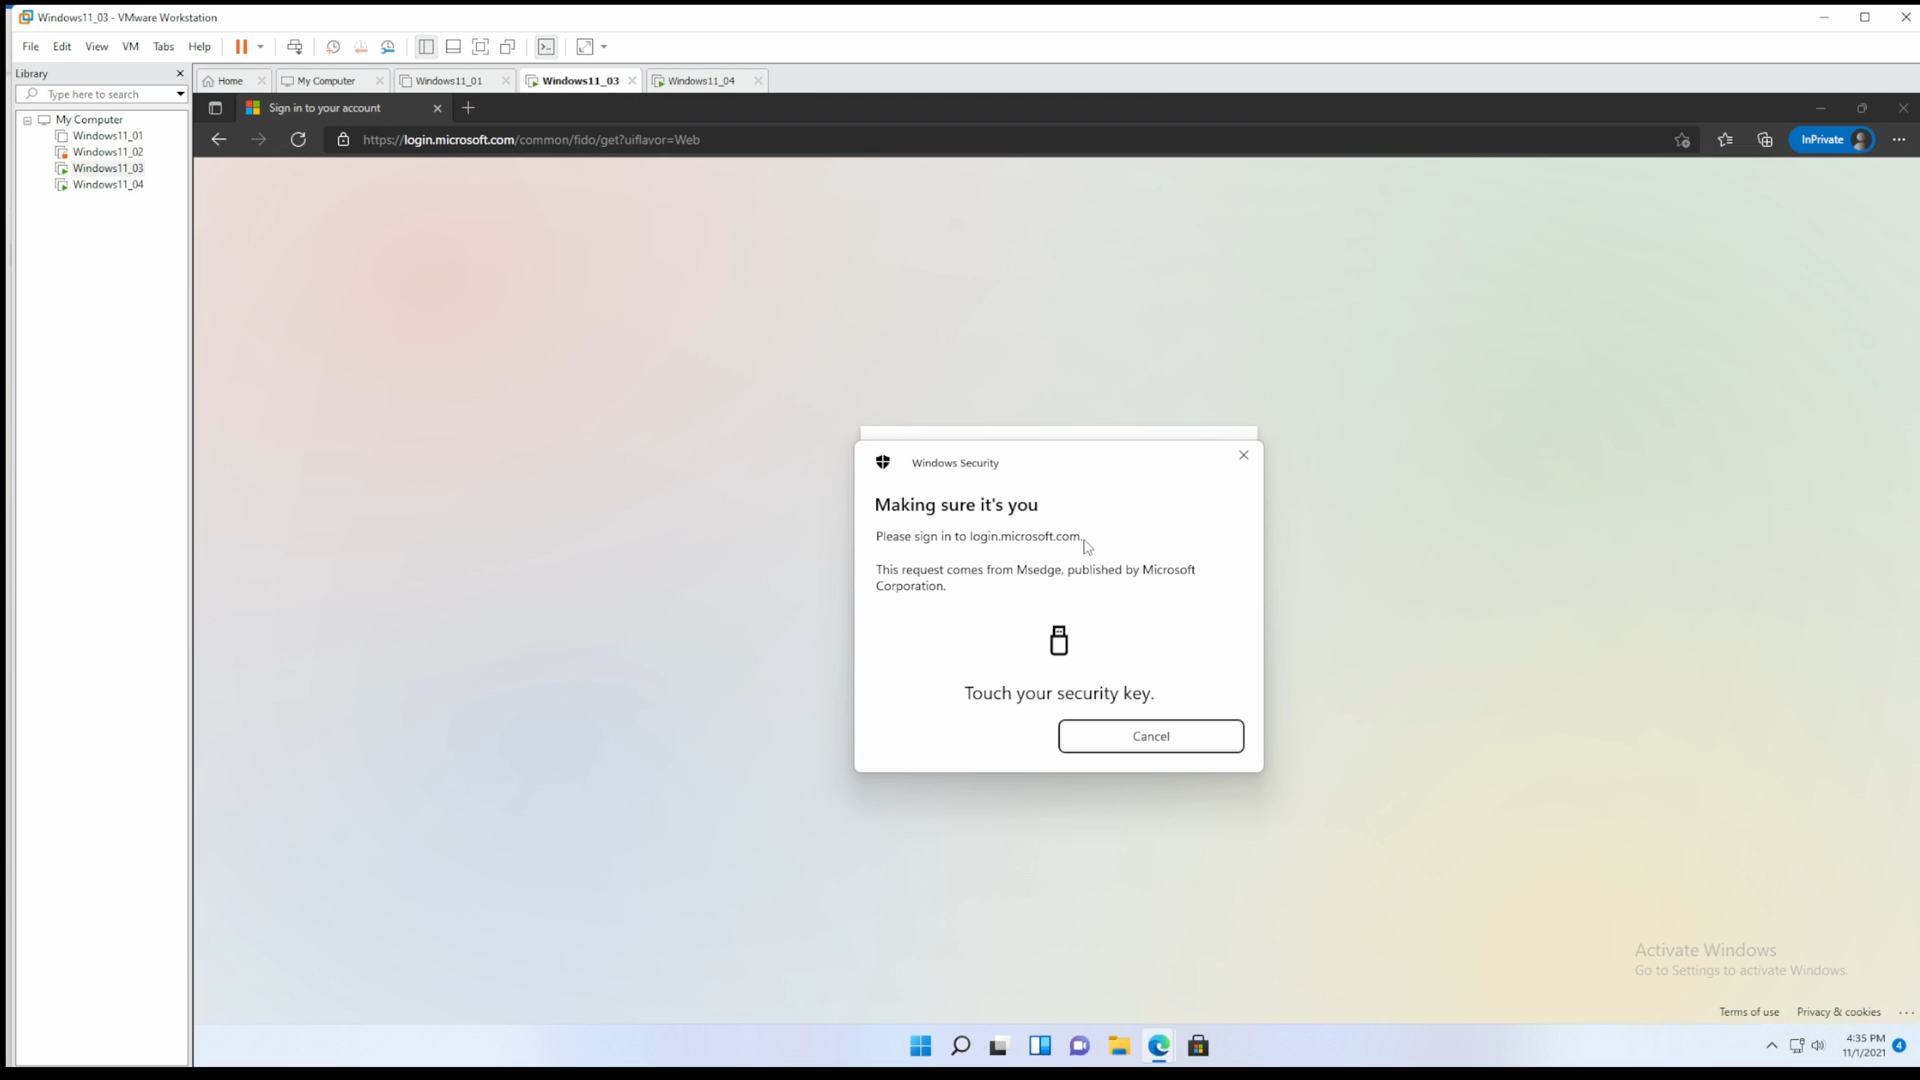 Windows11_03 - VMware Workstation
File Edit View VM Tabs Help
Library
Home My Computer Windows11_01 Windows11_03 Windows11_04
Type here to search
Sign in to your account
My Computer
Windows11_01
Windows11_02
Windows11_03
Windows11_04
https://login.microsoft.com/common/fido/get?uiflavor=Web
InPrivate
Windows Security
Making sure it's you
Please sign in to login.microsoft.com.
This request comes from Msedge, published by Microsoft
Corporation.
Touch your security key.
Cancel
Activate Windows
Go to Settings to activate Windows.
Terms of use Privacy & cookies ...
4:35 PM
11/1/2021
4